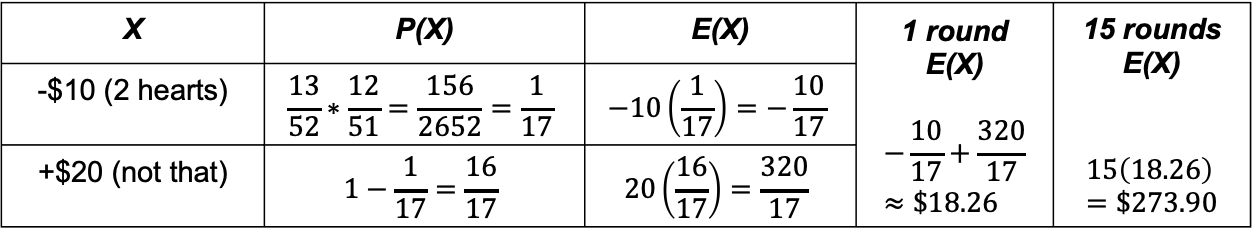 X P(X) E(X) 1 round E(X) 15 rounds E(X)
-$10 (2 hearts) 13/52 * 12/51 = 156/2652 = 1/17 −10(1/17) = −10/17
+$20 (not that) 1 − 1/17 = 16/17 20(16/17) = 320/17
−10/17 + 320/17
≈ $18.26
15(18.26)
= $273.90